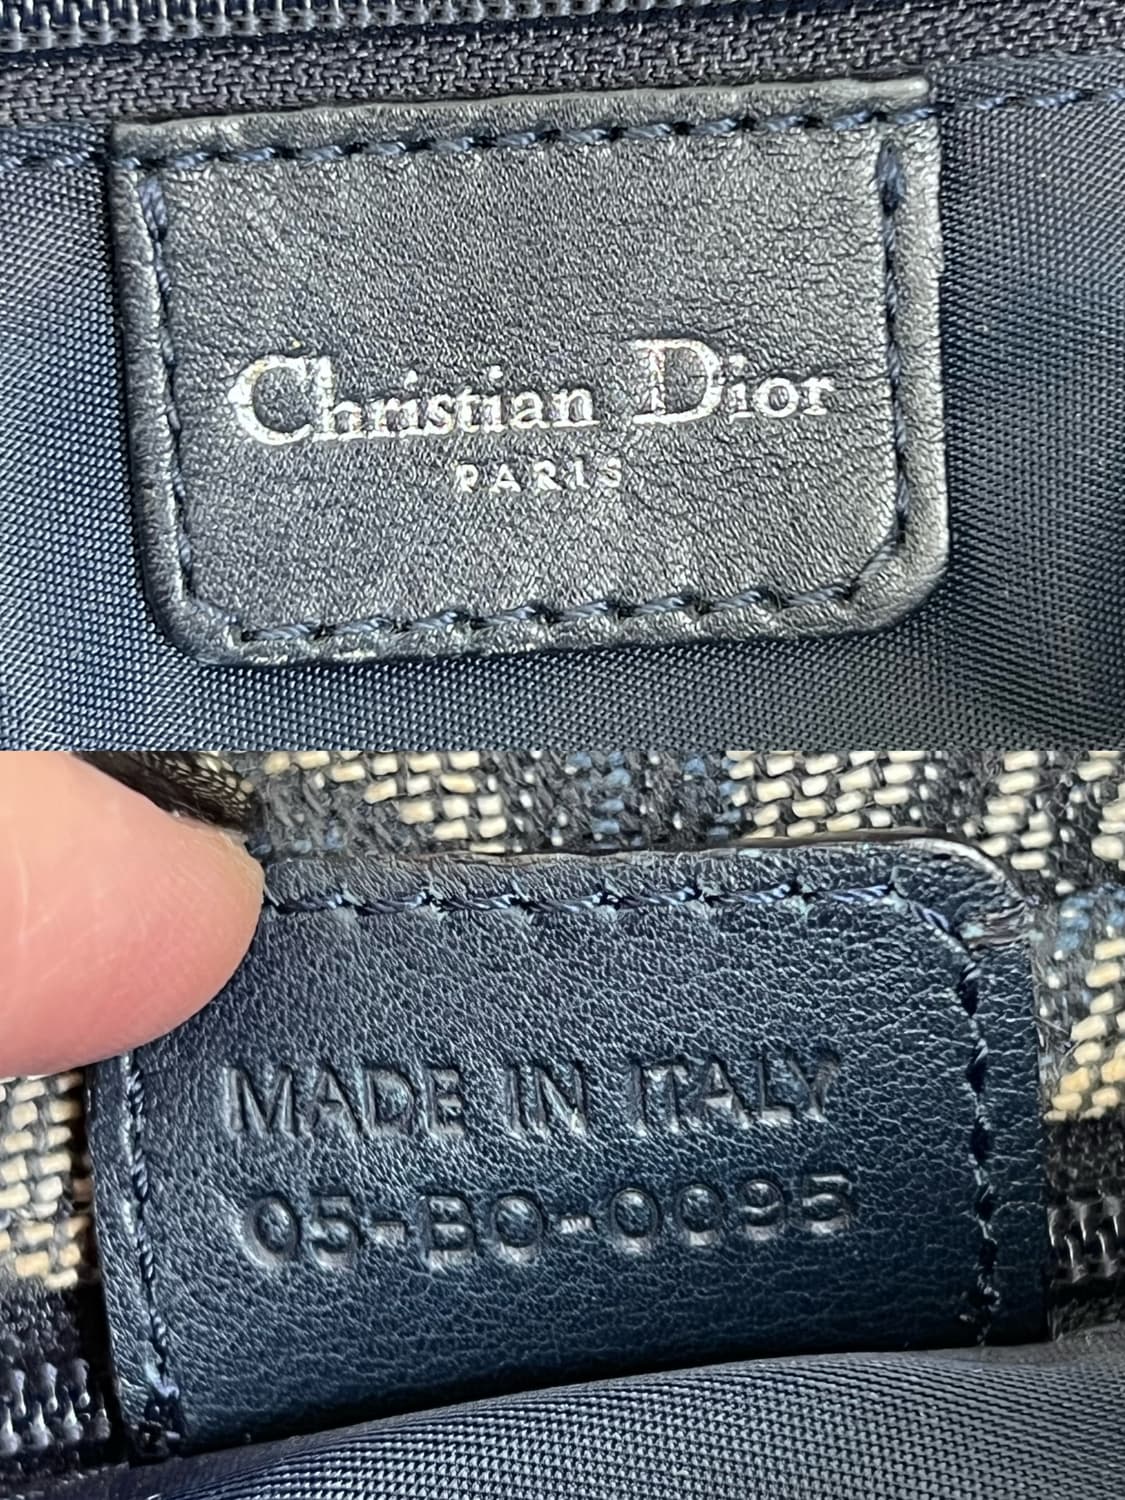 Christian Dior
PARIS
MADE IN ITALY
05-BO-0095